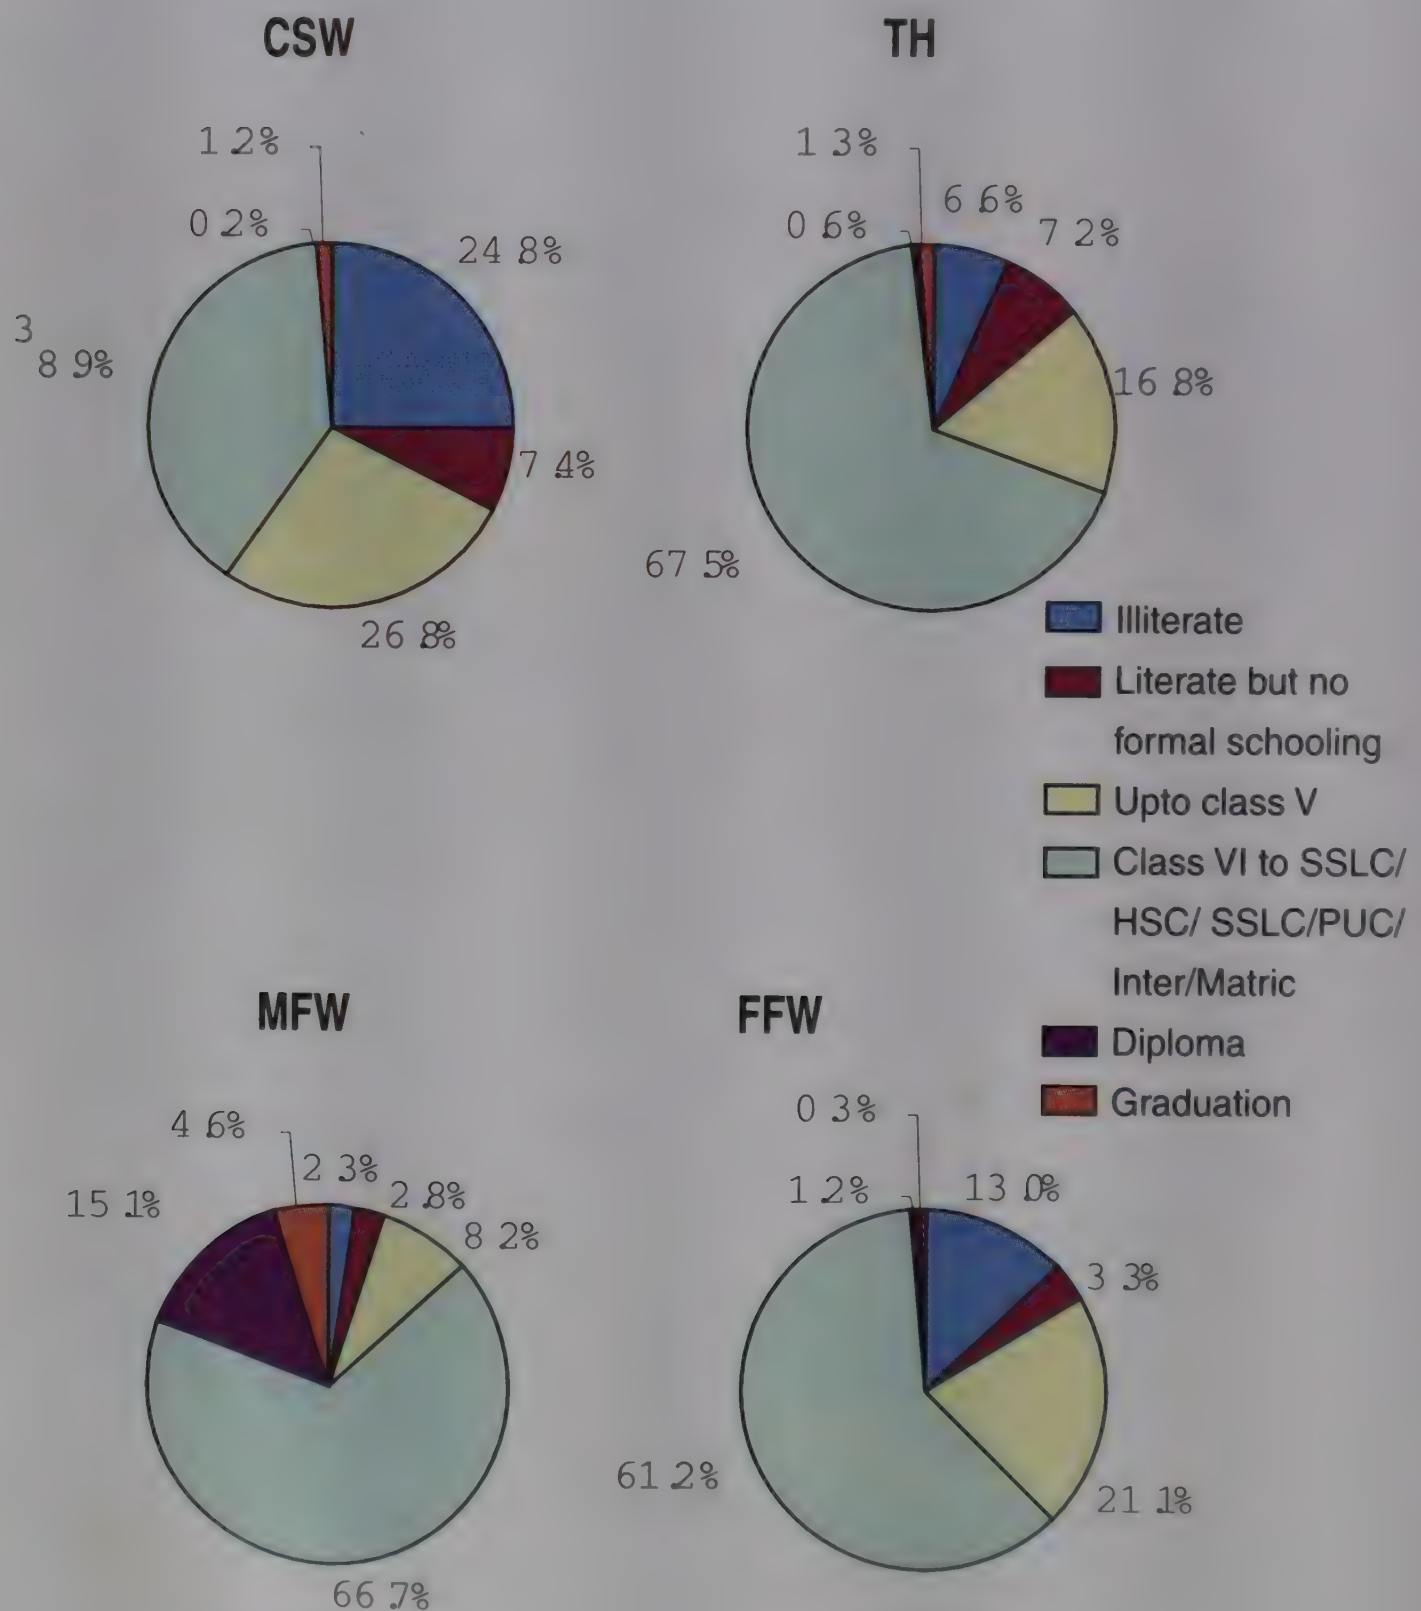 CSW
1.2%
0.2%
24.8%
3
8.9%
7.4%
26.8%
TH
1.3%
0.6%
6.6%
7.2%
16.8%
67.5%
Illiterate
Literate but no
formal schooling
Upto class V
Class VI to SSLC/
HSC/ SSLC/PUC/
Inter/Matric
Diploma
Graduation
MFW
4.6%
2.3%
2.8%
8.2%
15.1%
66.7%
FFW
0.3%
1.2%
13.0%
3.3%
21.1%
61.2%